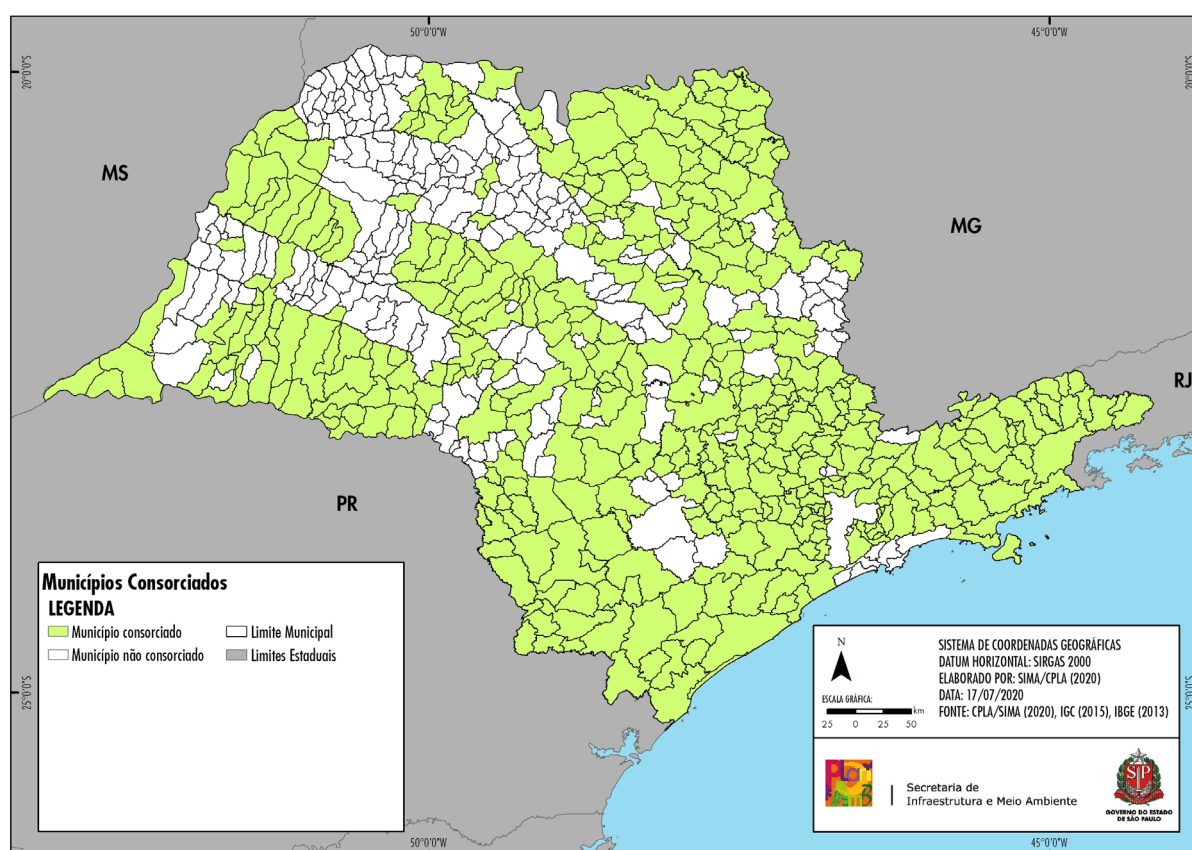 50°0'0"W
45°0'0"W
20°0'0"S
20°0'0"S
MS
MG
RJ
PR
Municípios Consorciados
LEGENDA
Município consorciado
Limite Municipal
Município não consorciado
Limites Estaduais
25°0'0"S
25°0'0"S
N
ESCALA GRÁFICA:
km
25 0 25 50
SISTEMA DE COORDENADAS GEOGRÁFICAS
DATUM HORIZONTAL: SIRGAS 2000
ELABORADO POR: SIMA/CPLA (2020)
DATA: 17/07/2020
FONTE: CPLA/SIMA (2020), IGC (2015), IBGE (2013)
Secretaria de
Infraestrutura e Meio Ambiente
GOVERNO DO ESTADO
DE SÃO PAULO
50°0'0"W
45°0'0"W